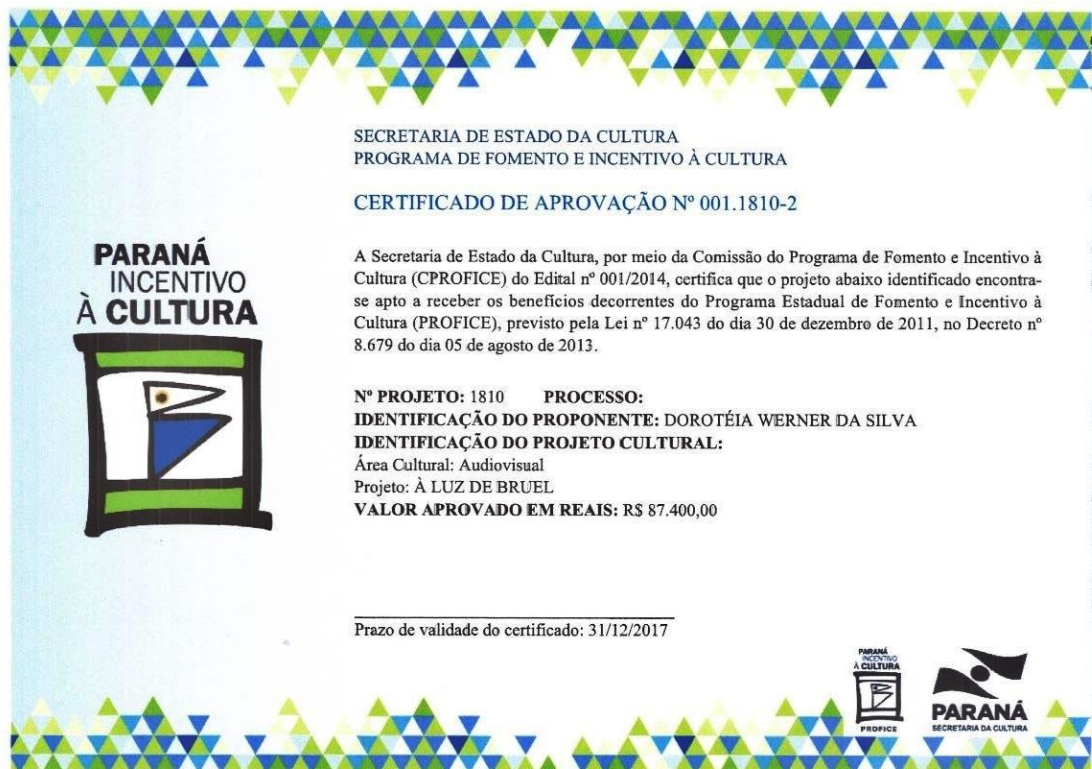 SECRETARIA DE ESTADO DA CULTURA
PROGRAMA DE FOMENTO E INCENTIVO À CULTURA
CERTIFICADO DE APROVAÇÃO Nº 001.1810-2
PARANÁ
INCENTIVO
À CULTURA
A Secretaria de Estado da Cultura, por meio da Comissão do Programa de Fomento e Incentivo à
Cultura (CPROFICE) do Edital nº 001/2014, certifica que o projeto abaixo identificado encontra-
se apto a receber os benefícios decorrentes do Programa Estadual de Fomento e Incentivo à
Cultura (PROFICE), previsto pela Lei nº 17.043 do dia 30 de dezembro de 2011, no Decreto nº
8.679 do dia 05 de agosto de 2013.
Nº PROJETO: 1810 PROCESSO:
IDENTIFICAÇÃO DO PROPONENTE: DOROTÉIA WERNER DA SILVA
IDENTIFICAÇÃO DO PROJETO CULTURAL:
Área Cultural: Audiovisual
Projeto: À LUZ DE BRUEL
VALOR APROVADO EM REAIS: R$ 87.400,00
Prazo de validade do certificado: 31/12/2017
PARANÁ
INCENTIVO
À CULTURA
PROFICE
PARANÁ
SECRETARIA DA CULTURA